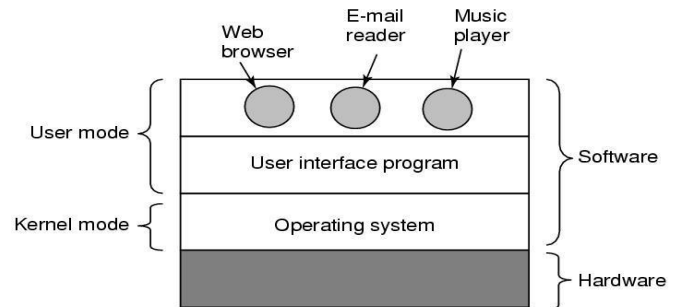 Web
browser
E-mail
reader
Music
player
User mode
User interface program
Software
Kernel mode
Operating system
Hardware